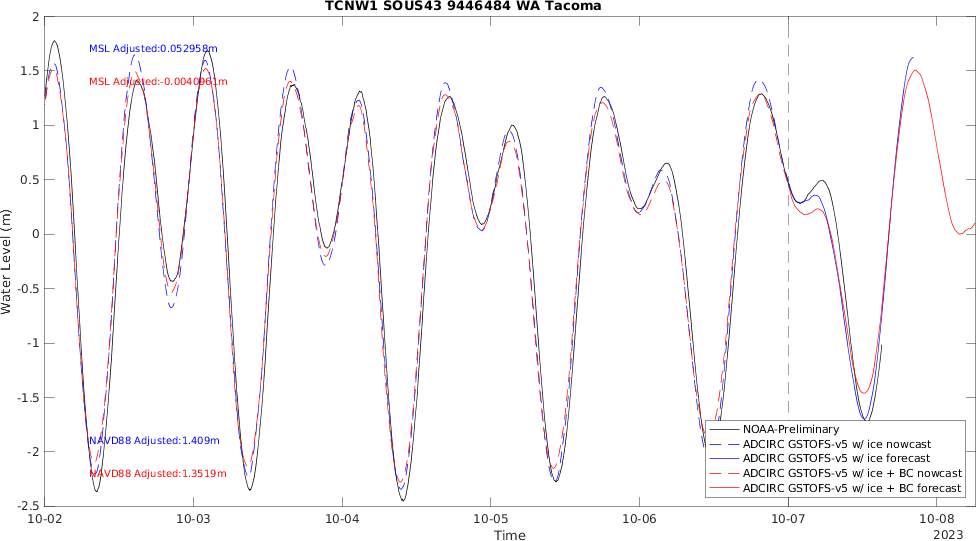 TCNW1 SOUS43 9446484 WA Tacoma
2
1.5
1
0.5
0
-0.5
-1
-1.5
-2
-2.5
Water Level (m)
MSL Adjusted:0.052958m
MSL Adjusted:-0.0040961m
NAVD88 Adjusted:1.409m
NAVD88 Adjusted:1.3519m
NOAA-Preliminary
ADCIRC GSTOFS-v5 w/ ice nowcast
ADCIRC GSTOFS-v5 w/ ice forecast
ADCIRC GSTOFS-v5 w/ ice + BC nowcast
ADCIRC GSTOFS-v5 w/ ice + BC forecast
10-02 10-03 10-04 10-05 10-06 10-07 10-08
2023
Time